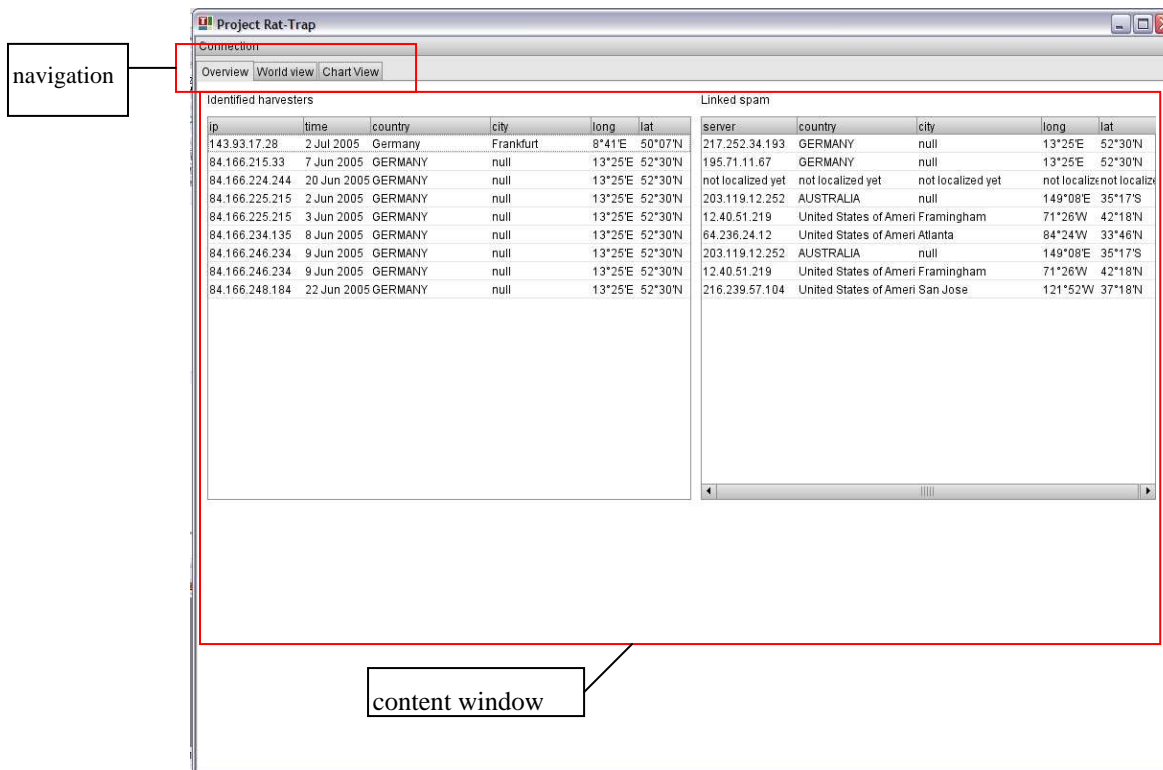 Project Rat-Trap
Connection
navigation
Overview World view Chart View
Identified harvesters
ip time country city long lat
143.93.17.28 2 Jul 2005 Germany Frankfurt 8°41'E 50°07'N
84.166.215.33 7 Jun 2005 GERMANY null 13°25'E 52°30'N
84.166.224.244 20 Jun 2005 GERMANY null 13°25'E 52°30'N
84.166.225.215 2 Jun 2005 GERMANY null 13°25'E 52°30'N
84.166.225.215 3 Jun 2005 GERMANY null 13°25'E 52°30'N
84.166.234.135 8 Jun 2005 GERMANY null 13°25'E 52°30'N
84.166.246.234 9 Jun 2005 GERMANY null 13°25'E 52°30'N
84.166.246.234 9 Jun 2005 GERMANY null 13°25'E 52°30'N
84.166.248.184 22 Jun 2005 GERMANY null 13°25'E 52°30'N
Linked spam
server country city long lat
217.252.34.193 GERMANY null 13°25'E 52°30'N
195.71.11.67 GERMANY null 13°25'E 52°30'N
not localized yet not localized yet not localized yet not localize not localize
203.119.12.252 AUSTRALIA null 149°08'E 35°17'S
12.40.51.219 United States of Ameri Framingham 71°26'W 42°18'N
64.236.24.12 United States of Ameri Atlanta 84°24'W 33°46'N
203.119.12.252 AUSTRALIA null 149°08'E 35°17'S
12.40.51.219 United States of Ameri Framingham 71°26'W 42°18'N
216.239.57.104 United States of Ameri San Jose 121°52'W 37°18'N
content window